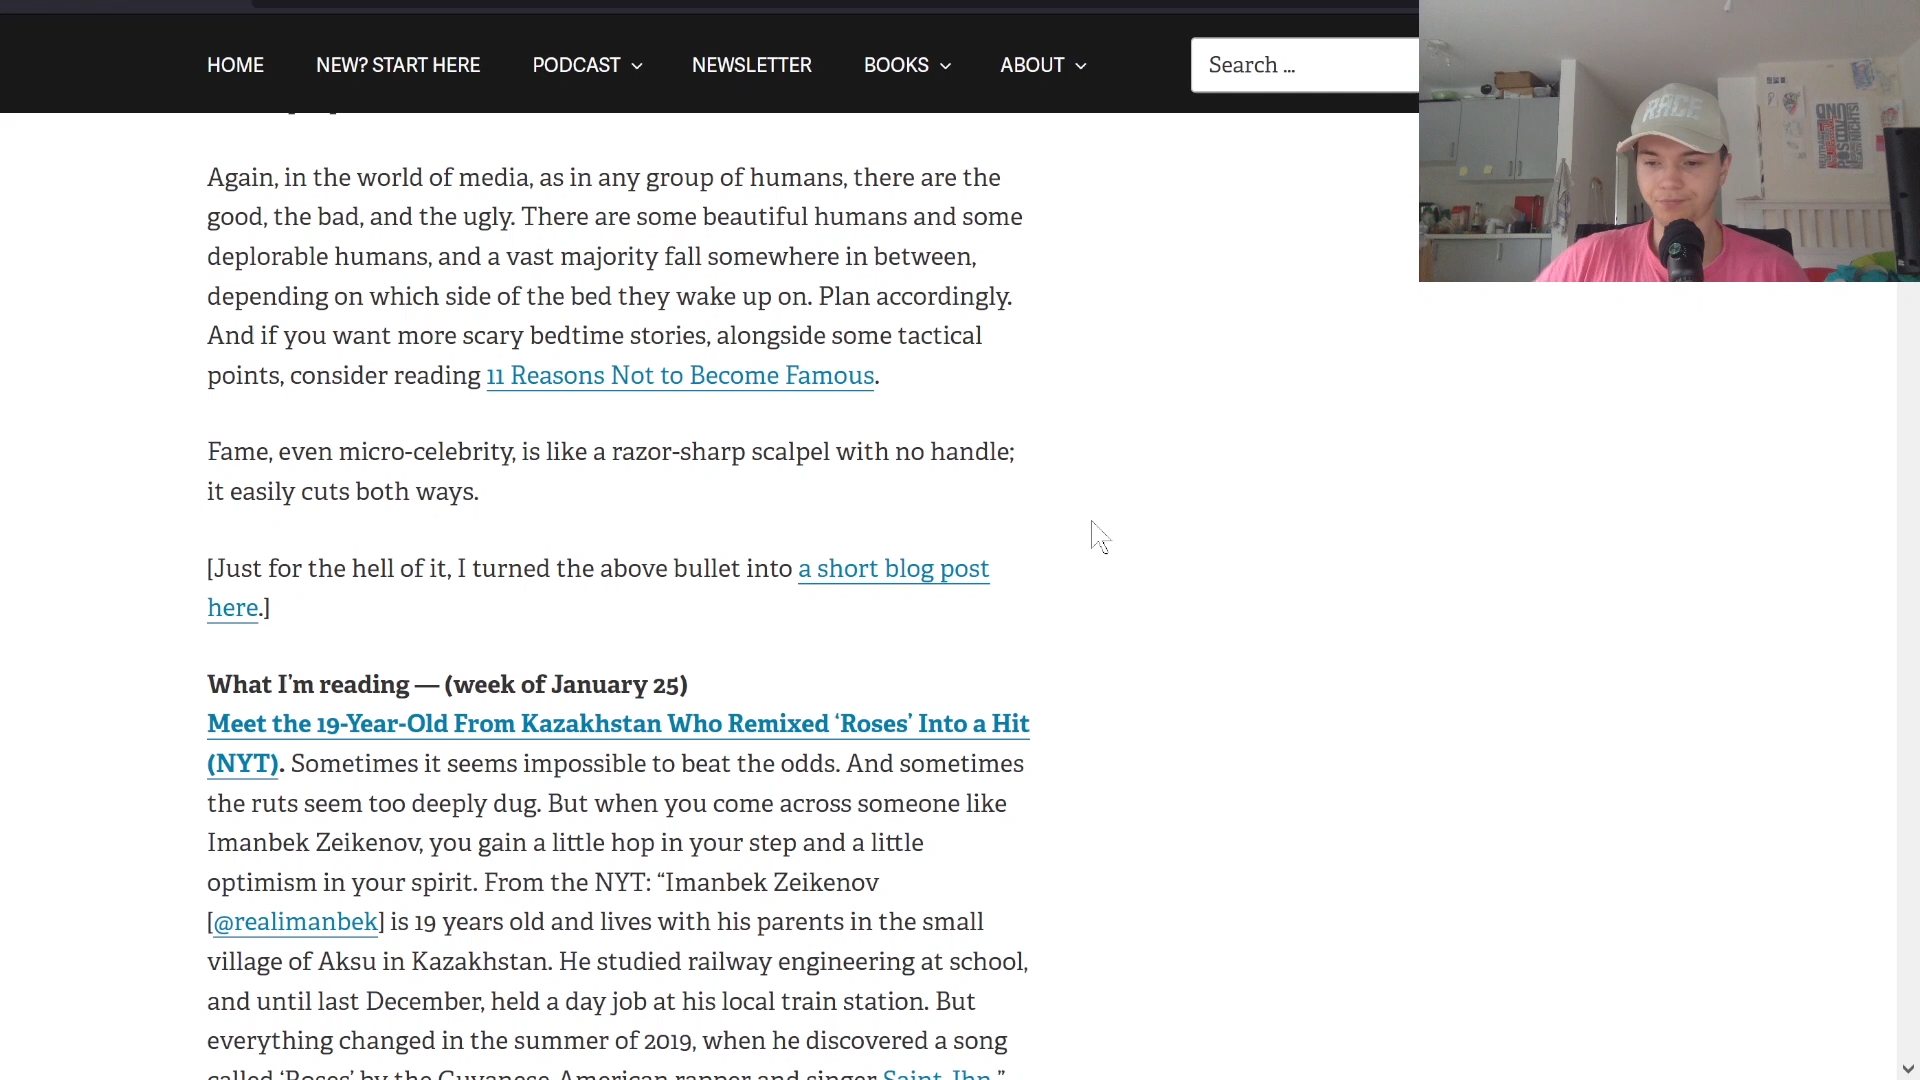 HOME NEW? START HERE PODCAST NEWSLETTER BOOKS ABOUT Search ...
Again, in the world of media, as in any group of humans, there are the
good, the bad, and the ugly. There are some beautiful humans and some
deplorable humans, and a vast majority fall somewhere in between,
depending on which side of the bed they wake up on. Plan accordingly.
And if you want more scary bedtime stories, alongside some tactical
points, consider reading 11 Reasons Not to Become Famous.
Fame, even micro-celebrity, is like a razor-sharp scalpel with no handle;
it easily cuts both ways.
[Just for the hell of it, I turned the above bullet into a short blog post
here.]
What I’m reading — (week of January 25)
Meet the 19-Year-Old From Kazakhstan Who Remixed ‘Roses’ Into a Hit
(NYT). Sometimes it seems impossible to beat the odds. And sometimes
the ruts seem too deeply dug. But when you come across someone like
Imanbek Zeikenov, you gain a little hop in your step and a little
optimism in your spirit. From the NYT: “Imanbek Zeikenov
[@realimanbek] is 19 years old and lives with his parents in the small
village of Aksu in Kazakhstan. He studied railway engineering at school,
and until last December, held a day job at his local train station. But
everything changed in the summer of 2019, when he discovered a song
called ‘Roses’ by the Guyanese-American rapper and singer Saint Jhn.”
RAGE